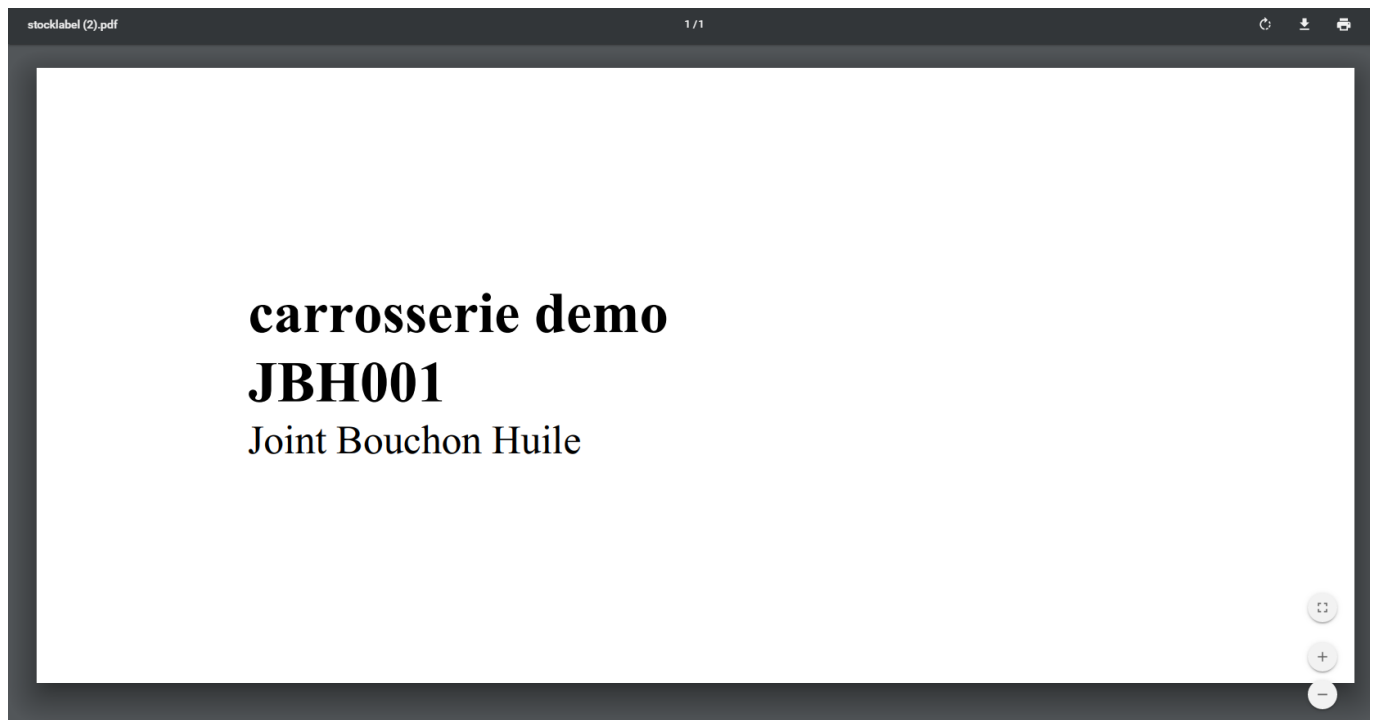 stocklabel (2).pdf
1 / 1
carrosserie demo
JBH001
Joint Bouchon Huile